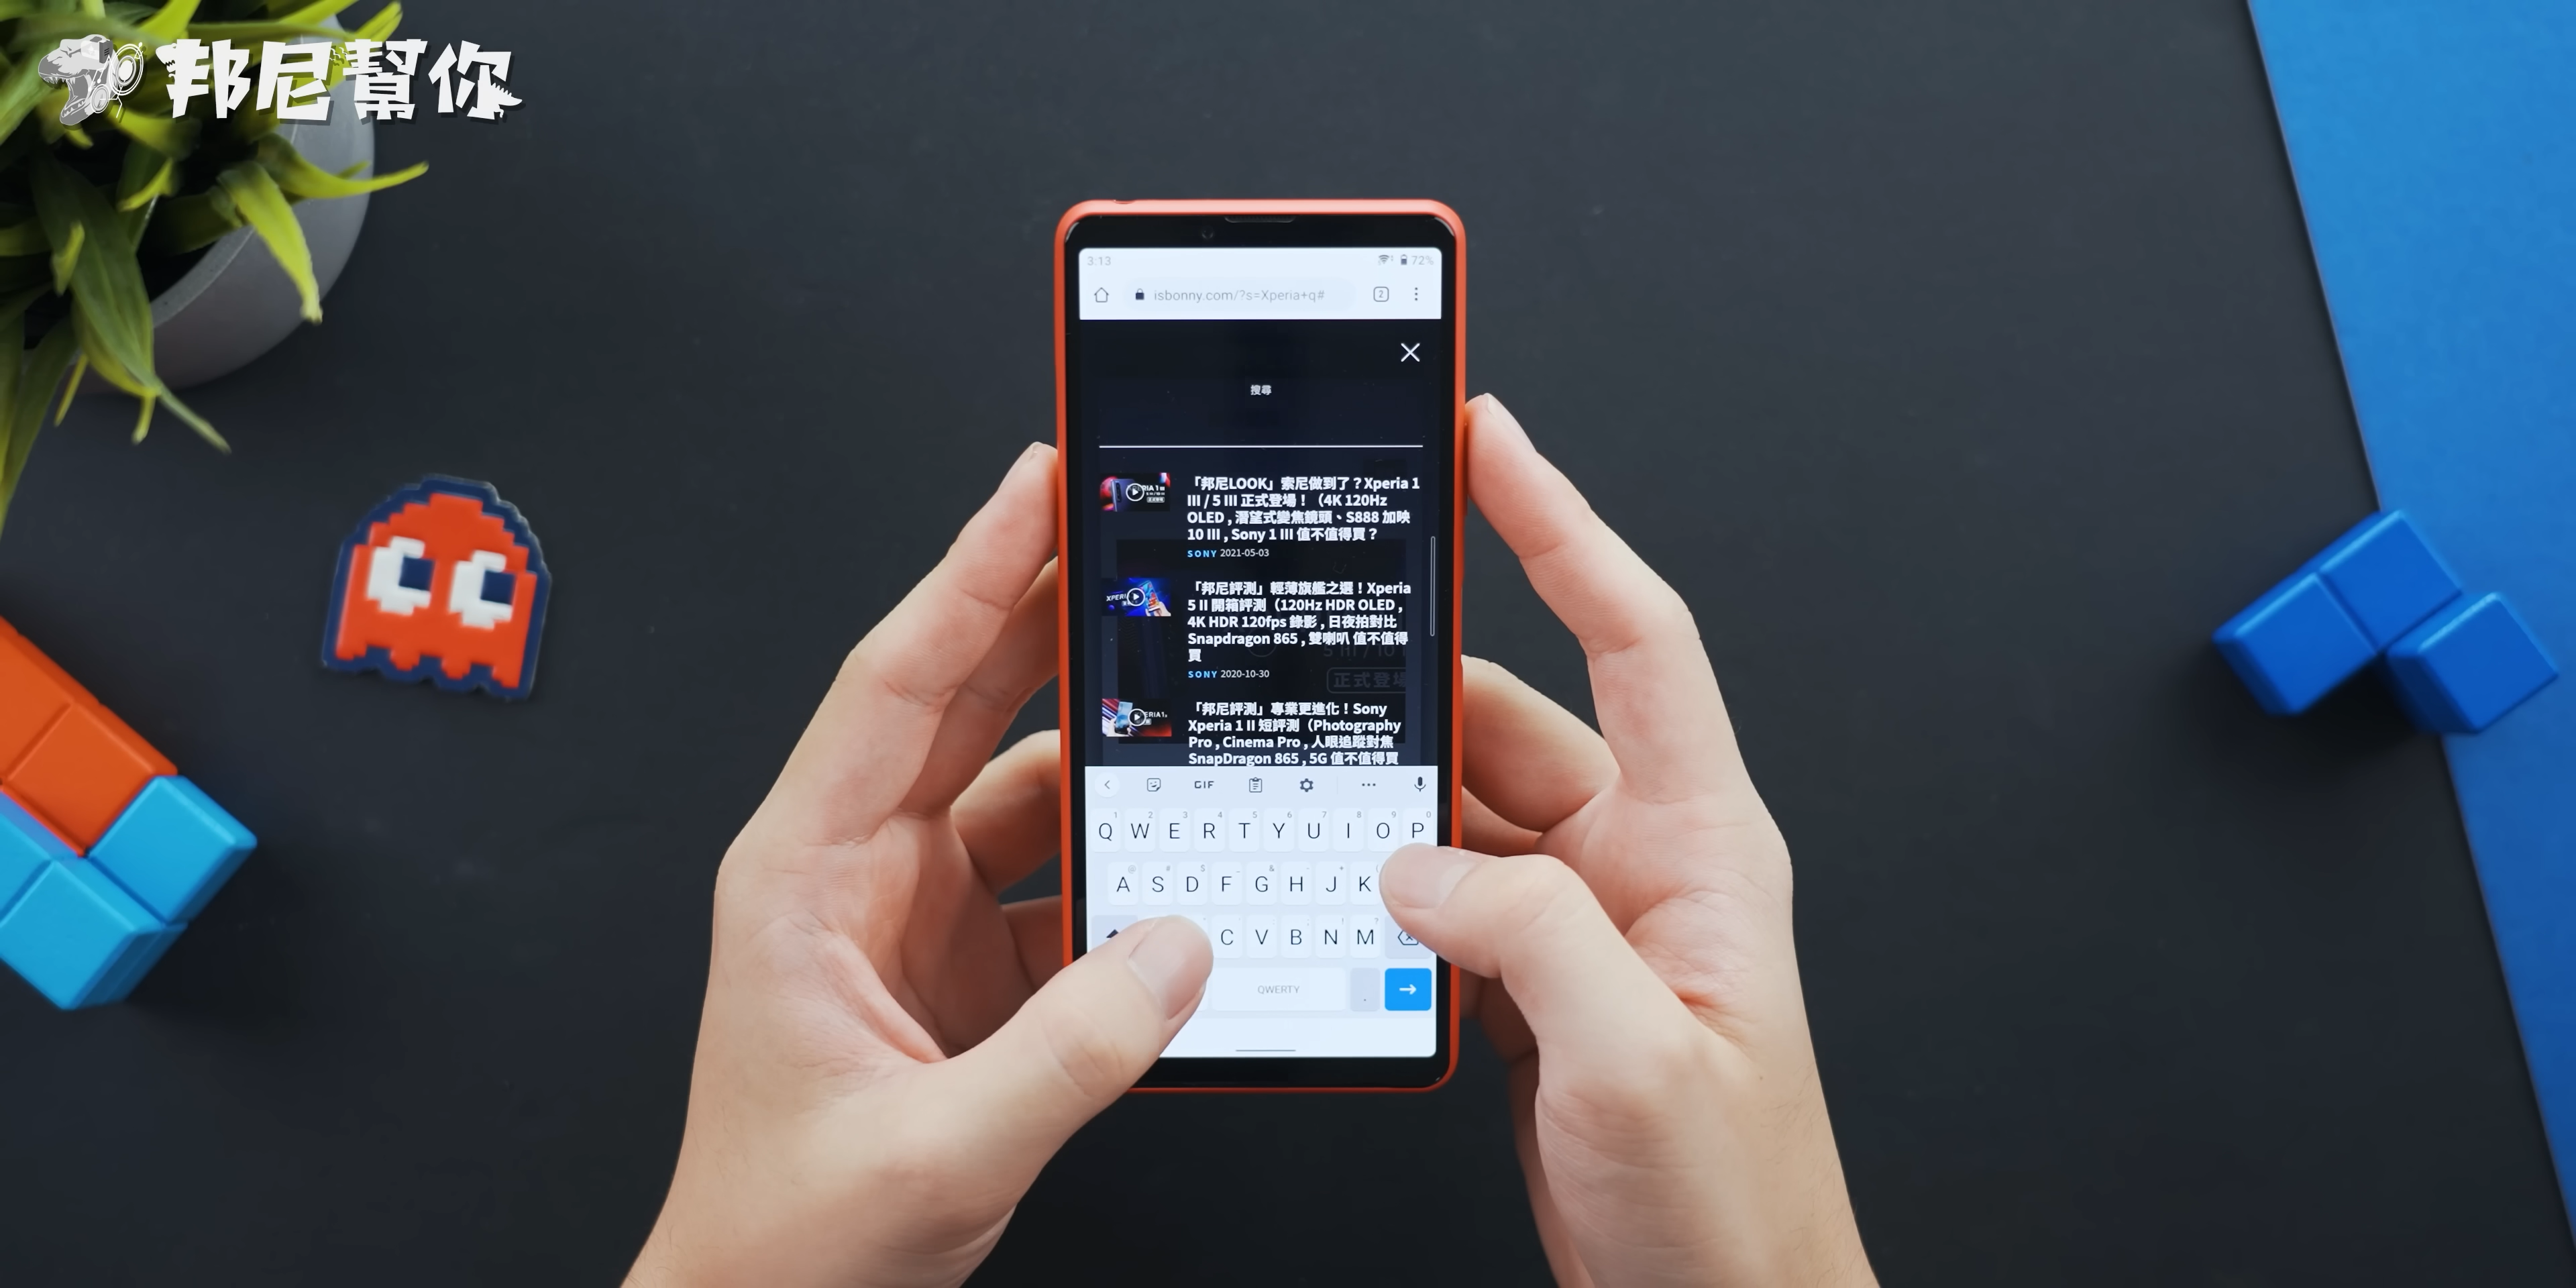 邦尼幫你
3:13
72%
isbonny.com/?s=Xperia+q#
2
搜尋
「邦尼LOOK」索尼做到了？Xperia 1
III / 5 III 正式登場！（4K 120Hz
OLED , 潛望式變焦鏡頭、S888 加映
10 III , Sony 1 III 值不值得買？
SONY 2021-05-03
「邦尼評測」輕薄旗艦之選！Xperia
5 II 開箱評測（120Hz HDR OLED ,
4K HDR 120fps 錄影 , 日夜拍對比
Snapdragon 865 , 雙喇叭 值不值得
買
SONY 2020-10-30
正式登場
「邦尼評測」專業更進化！Sony
Xperia 1 II 短評測（Photography
Pro , Cinema Pro , 人眼追蹤對焦
SnapDragon 865 , 5G 值不值得買
GIF
Q W E R T Y U I O P
A S D F G H J K
C V B N M
QWERTY .